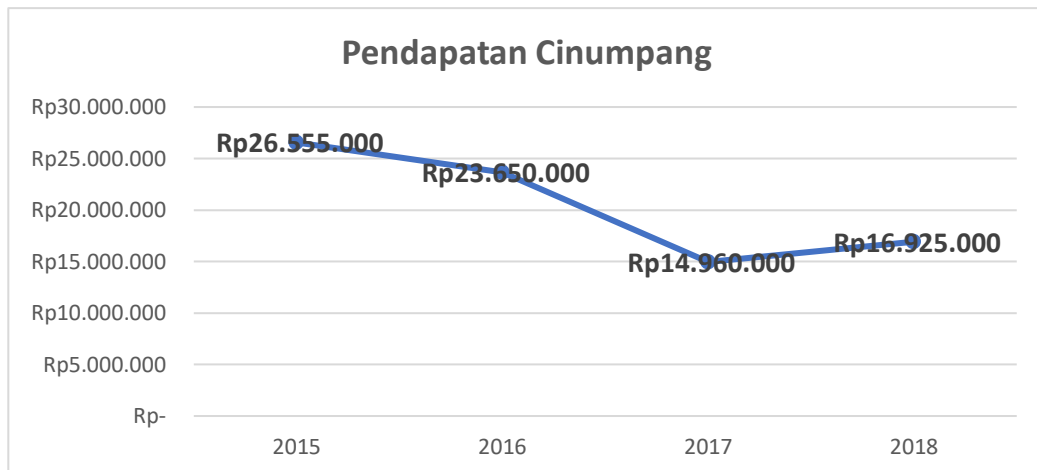 Pendapatan Cinumpang
Rp30.000.000
Rp26.555.000
Rp25.000.000
Rp23.650.000
Rp20.000.000
Rp16.925.000
Rp15.000.000
Rp14.960.000
Rp10.000.000
Rp5.000.000
Rp-
2015 2016 2017 2018